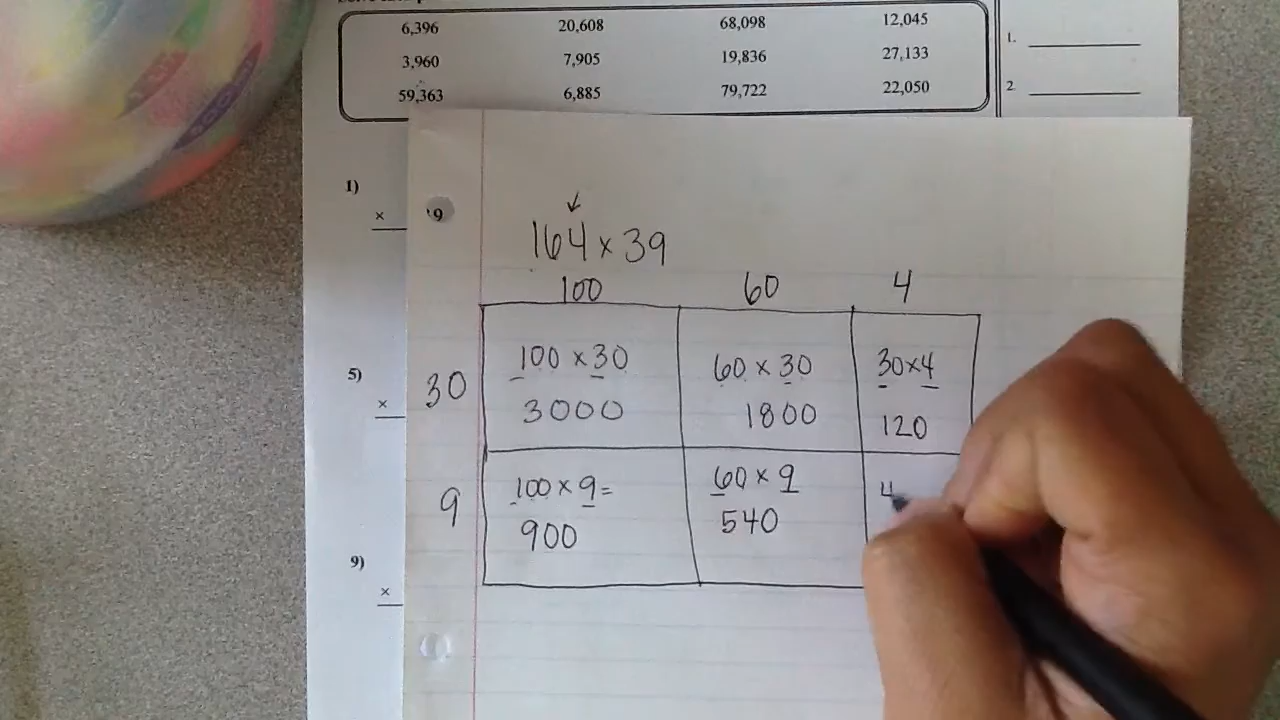 6,396 20,608 68,098 12,045
3,960 7,905 19,836 27,133
59,363 6,885 79,722 22,050
1.
2
1)
×
9
164 × 39
100 60 4
30
100 × 30
3000
60 × 30
1800
30×4
120
9
100 × 9=
900
60 × 9
540
4
5)
×
9)
×